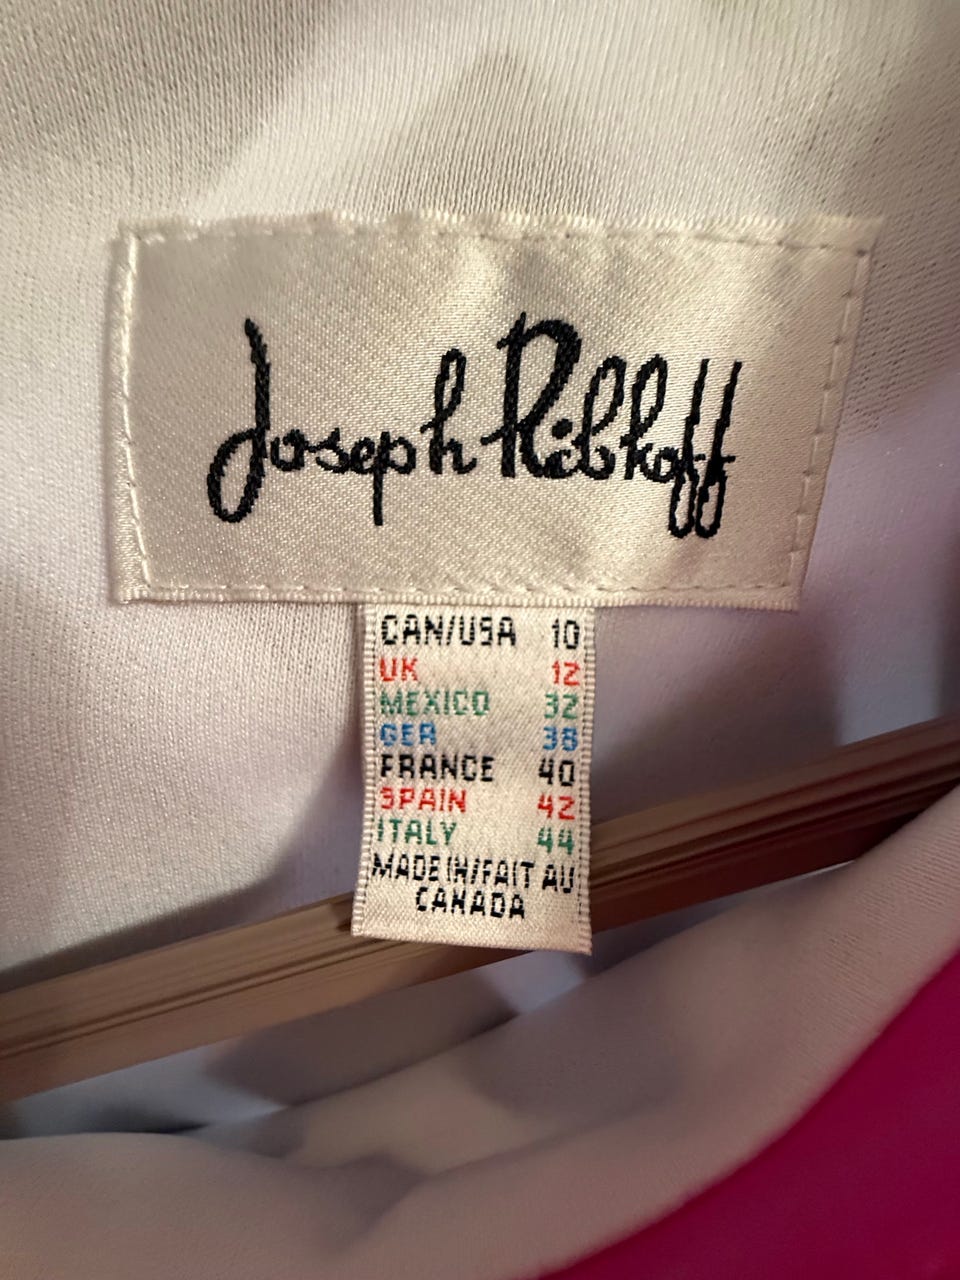 Joseph Ribkoff
CAN/USA 10
UK 12
MEXICO 32
GER 38
FRANCE 40
SPAIN 42
ITALY 44
MADE IN/FAIT AU
CANADA